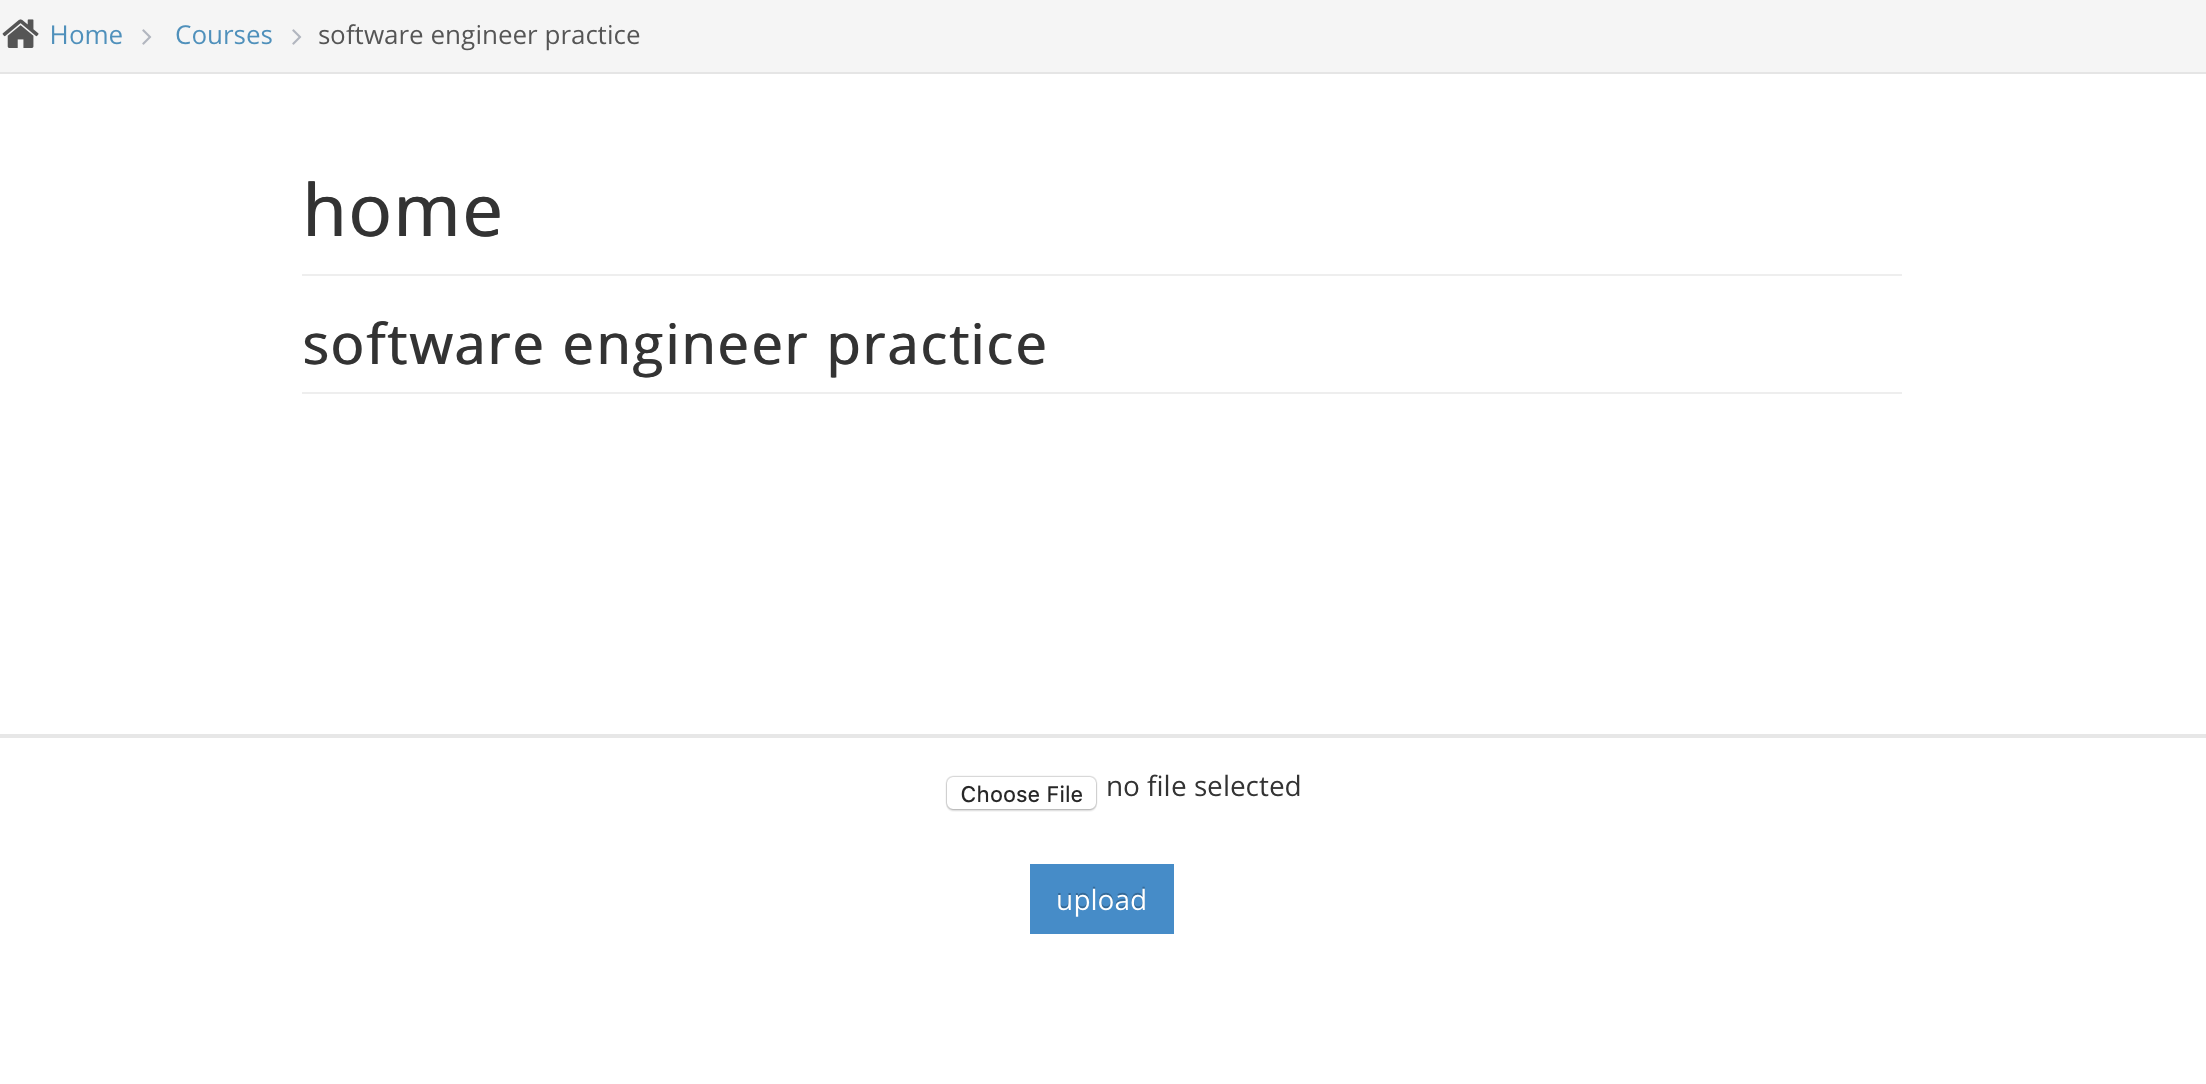 Home > Courses > software engineer practice
home
software engineer practice
Choose File no file selected
upload